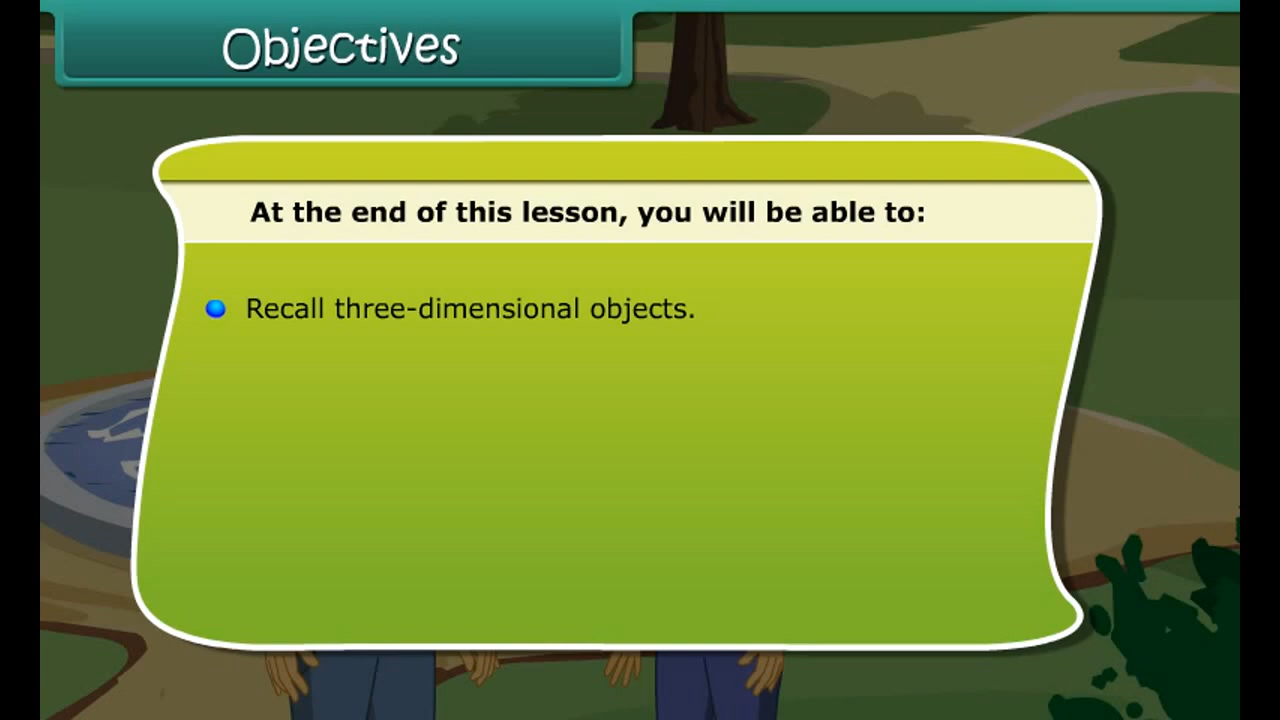 Objectives
At the end of this lesson, you will be able to:
Recall three-dimensional objects.